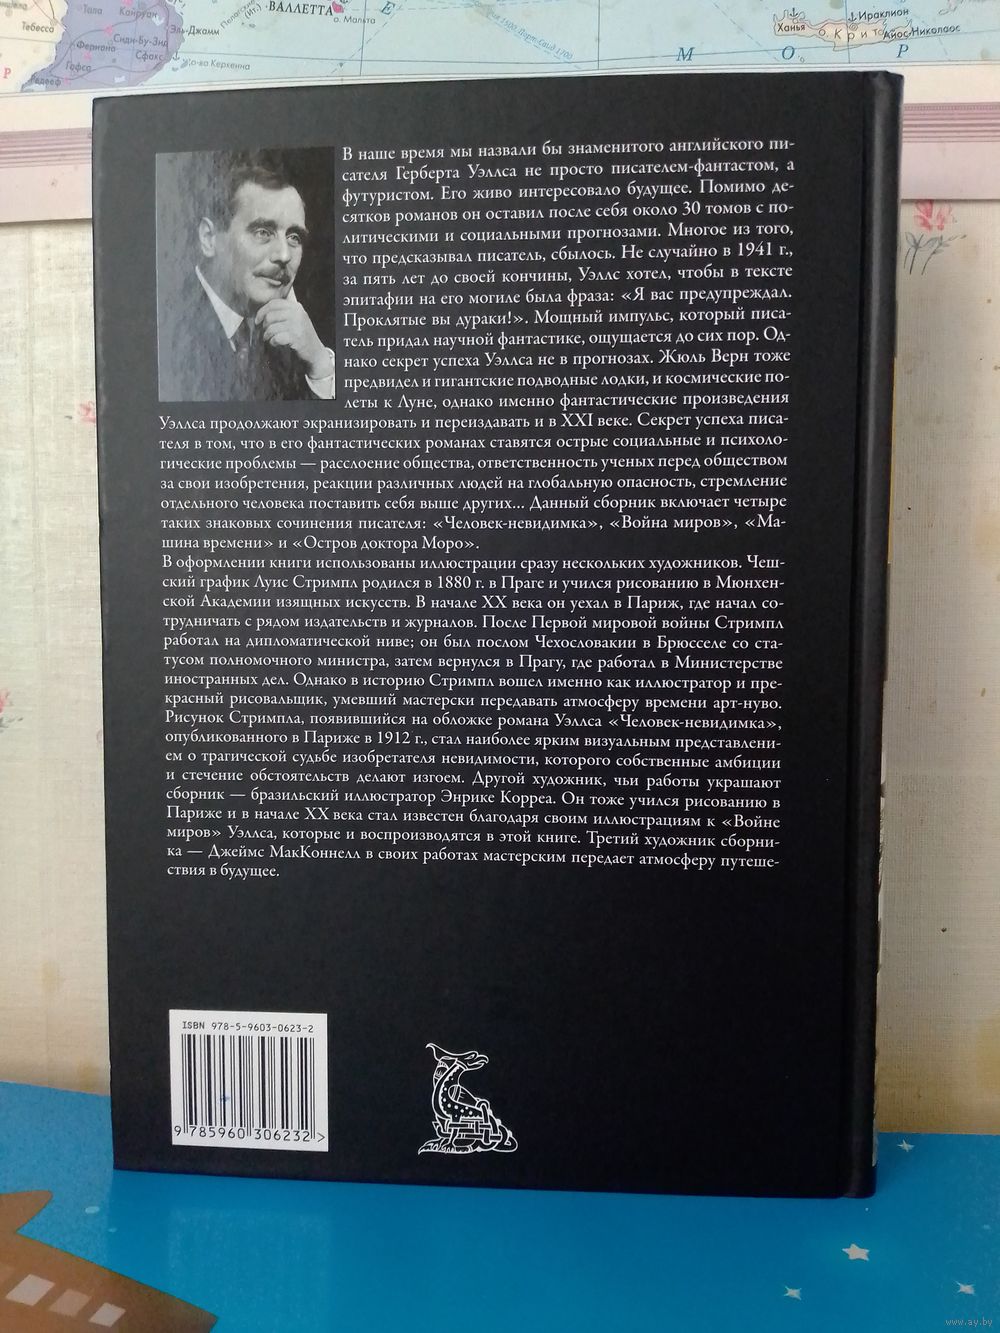 ВАЛЛЕТТА
о. Мальта
Е
Тала
Кайруан
Тебесса
Эль-Джамм
Сиди-Бу-Зид
Фериана
Сфакс
Гафса
о-ва Керкенна
Р
Ираклион
Ханья
о. Крит
Айос-Николаос
М О Р
В наше время мы назвали бы знаменитого английского пи-
сателя Герберта Уэллса не просто писателем-фантастом, а
футуристом. Его живо интересовало будущее. Помимо де-
сятков романов он оставил после себя около 30 томов с по-
литическими и социальными прогнозами. Многое из того,
что предсказывал писатель, сбылось. Не случайно в 1941 г.,
за пять лет до своей кончины, Уэллс хотел, чтобы в тексте
эпитафии на его могиле была фраза: «Я вас предупреждал.
Проклятые вы дураки!». Мощный импульс, который писа-
тель придал научной фантастике, ощущается до сих пор. Од-
нако секрет успеха Уэллса не в прогнозах. Жюль Верн тоже
предвидел и гигантские подводные лодки, и космические по-
леты к Луне, однако именно фантастические произведения
Уэллса продолжают экранизировать и переиздавать и в XXI веке. Секрет успеха писа-
теля в том, что в его фантастических романах ставятся острые социальные и психоло-
гические проблемы — расслоение общества, ответственность ученых перед обществом
за свои изобретения, реакции различных людей на глобальную опасность, стремление
отдельного человека поставить себя выше других... Данный сборник включает четыре
таких знаковых сочинения писателя: «Человек-невидимка», «Война миров», «Ма-
шина времени» и «Остров доктора Моро».
В оформлении книги использованы иллюстрации сразу нескольких художников. Чеш-
ский график Луис Стримпл родился в 1880 г. в Праге и учился рисованию в Мюнхен-
ской Академии изящных искусств. В начале XX века он уехал в Париж, где начал со-
трудничать с рядом издательств и журналов. После Первой мировой войны Стримпл
работал на дипломатической ниве; он был послом Чехословакии в Брюсселе со ста-
тусом полномочного министра, затем вернулся в Прагу, где работал в Министерстве
иностранных дел. Однако в историю Стримпл вошел именно как иллюстратор и пре-
красный рисовальщик, умевший мастерски передавать атмосферу времени арт-нуво.
Рисунок Стримпла, появившийся на обложке романа Уэллса «Человек-невидимка»,
опубликованного в Париже в 1912 г., стал наиболее ярким визуальным представлени-
ем о трагической судьбе изобретателя невидимости, которого собственные амбиции
и стечение обстоятельств делают изгоем. Другой художник, чьи работы украшают
сборник — бразильский иллюстратор Энрике Корреа. Он тоже учился рисованию в
Париже и в начале XX века стал известен благодаря своим иллюстрациям к «Войне
миров» Уэллса, которые и воспроизводятся в этой книге. Третий художник сборни-
ка — Джеймс МакКоннелл в своих работах мастерским передает атмосферу путеше-
ствия в будущее.
ISBN 978-5-9603-0623-2
9 785960 306232 >
www.ay.by